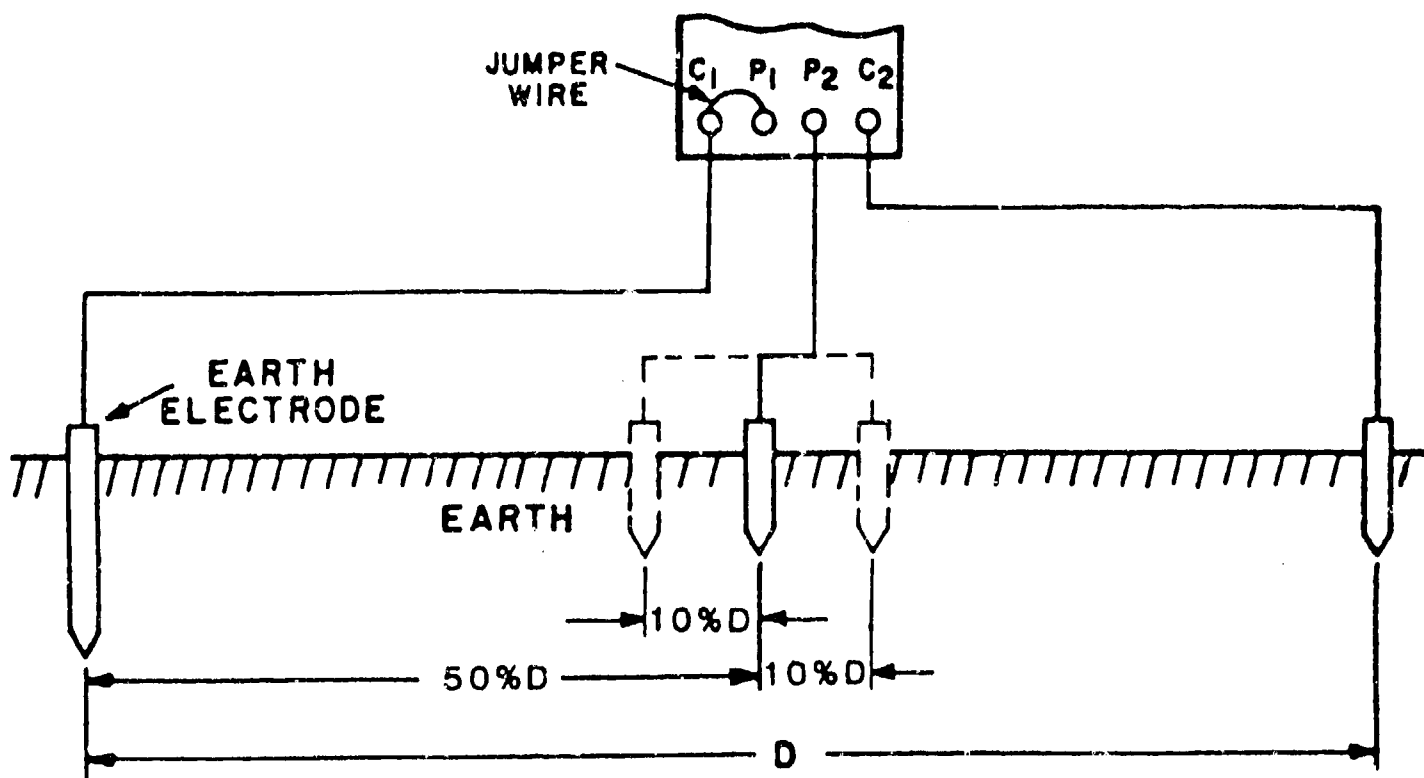 JUMPER
WIRE
C1 P1 P2 C2
EARTH
ELECTRODE
EARTH
10%D
50%D
10%D
D